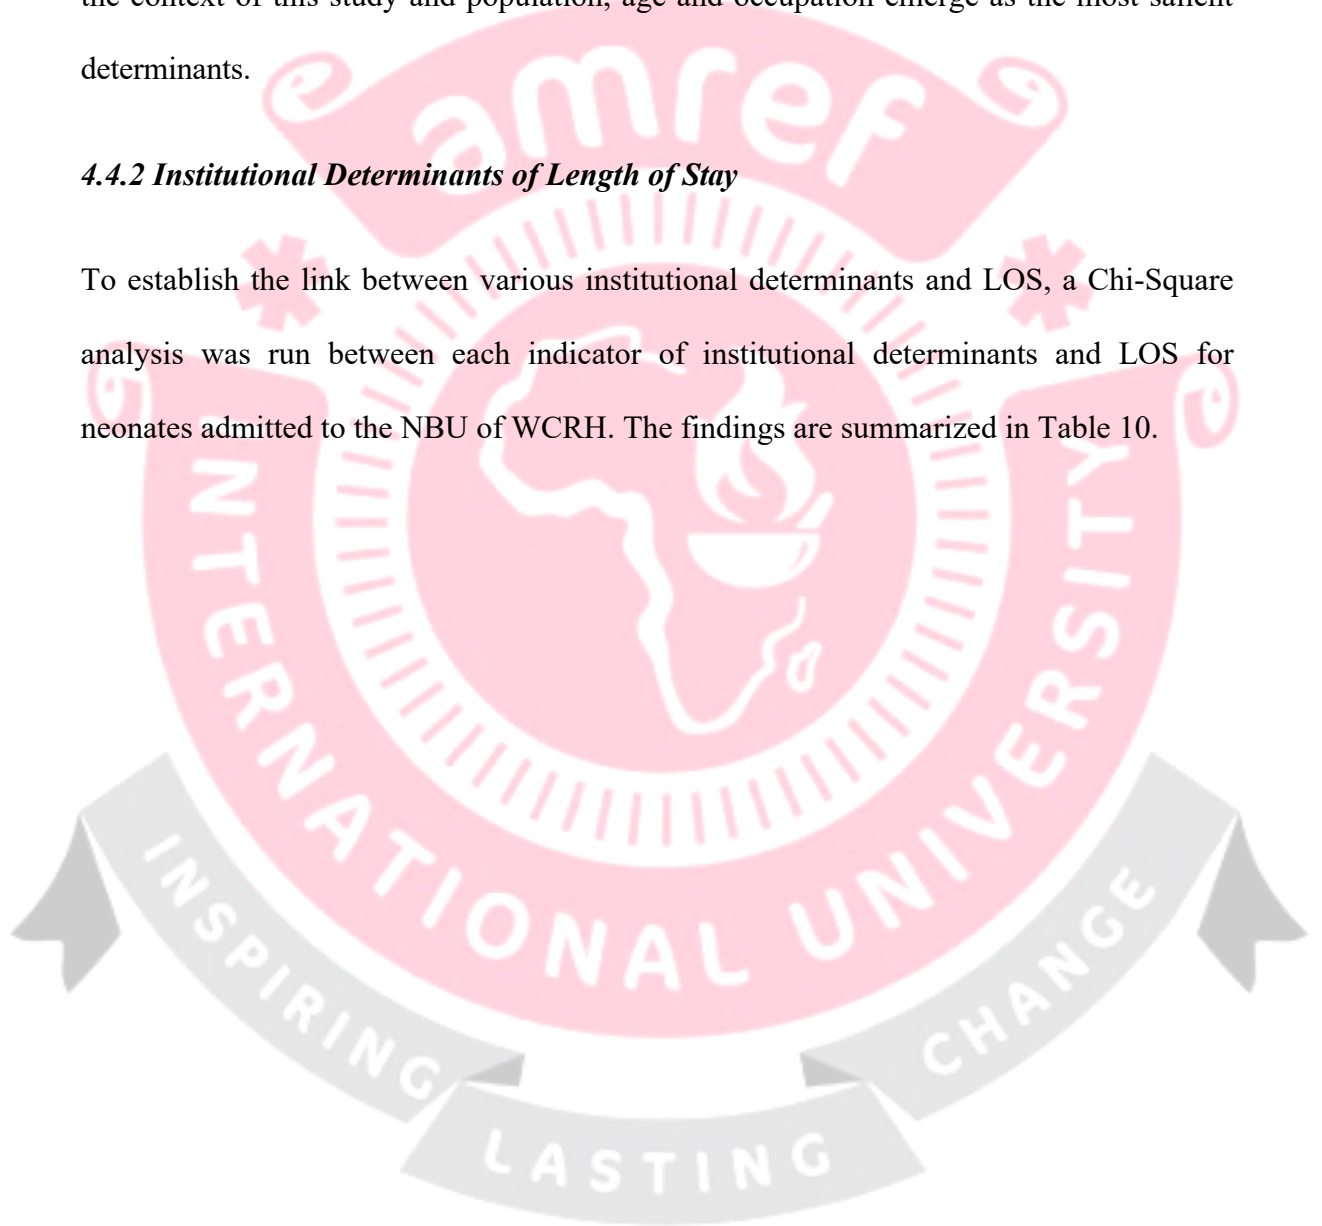 the context of this study and population, age and occupation emerge as the most salient
determinants.
4.4.2 Institutional Determinants of Length of Stay
To establish the link between various institutional determinants and LOS, a Chi-Square
analysis was run between each indicator of institutional determinants and LOS for
neonates admitted to the NBU of WCRH. The findings are summarized in Table 10.
amref
INTERNATIONAL UNIVERSITY
INSPIRING
LASTING
CHANGE